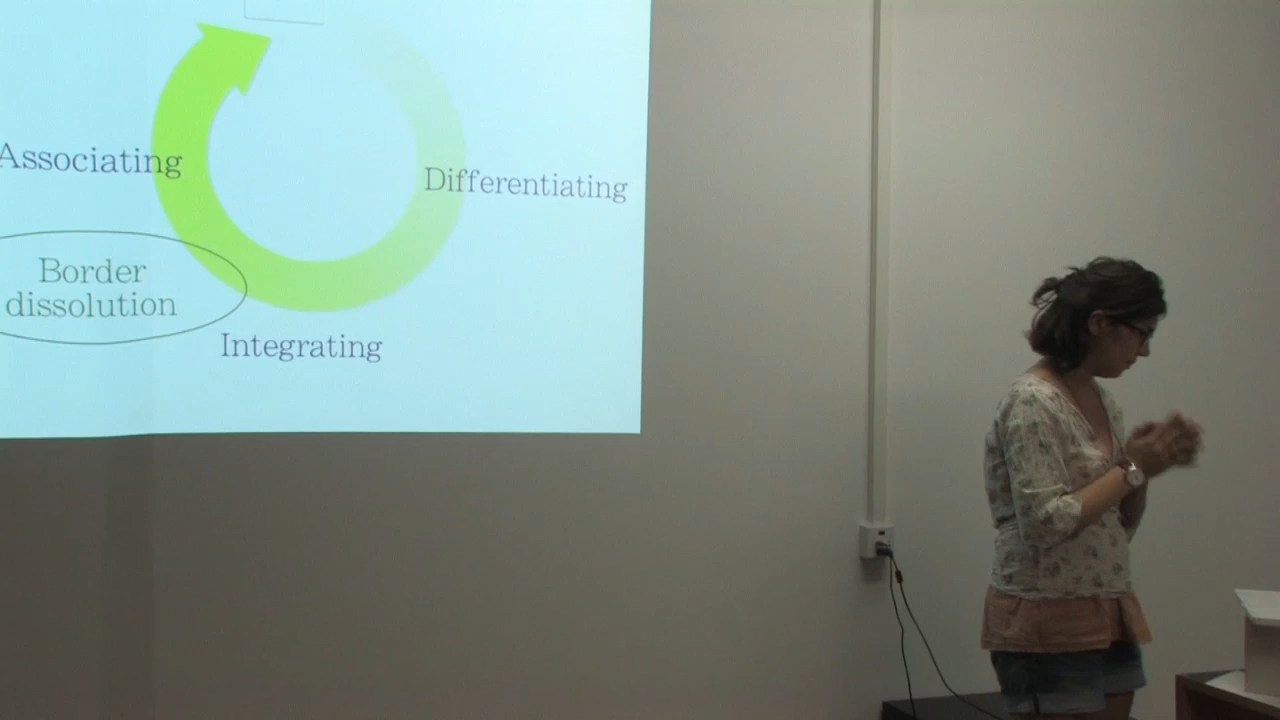 Associating
Differentiating
Border
dissolution
Integrating